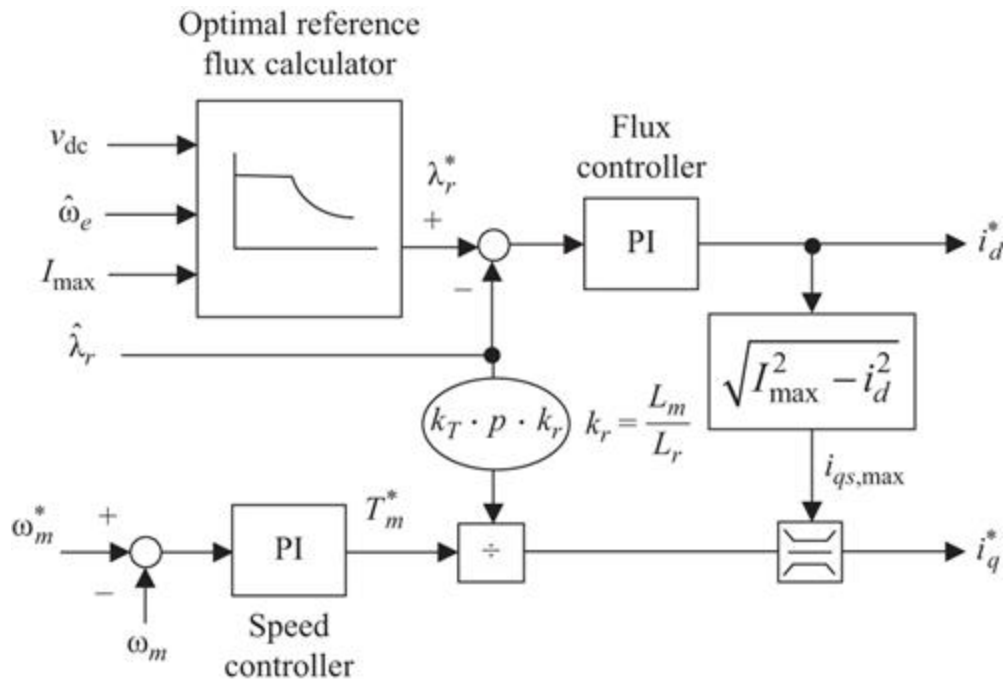 Optimal reference
flux calculator
v_dc
ω̂_e
I_max
λ̂_r
λ_r^*
+
−
Flux
controller
PI
i_d^*
√(I_max^2 − i_d^2)
i_qs,max
k_T · p · k_r
k_r = L_m / L_r
ω_m^*
+
−
ω_m
PI
Speed
controller
T_m^*
÷
i_q^*